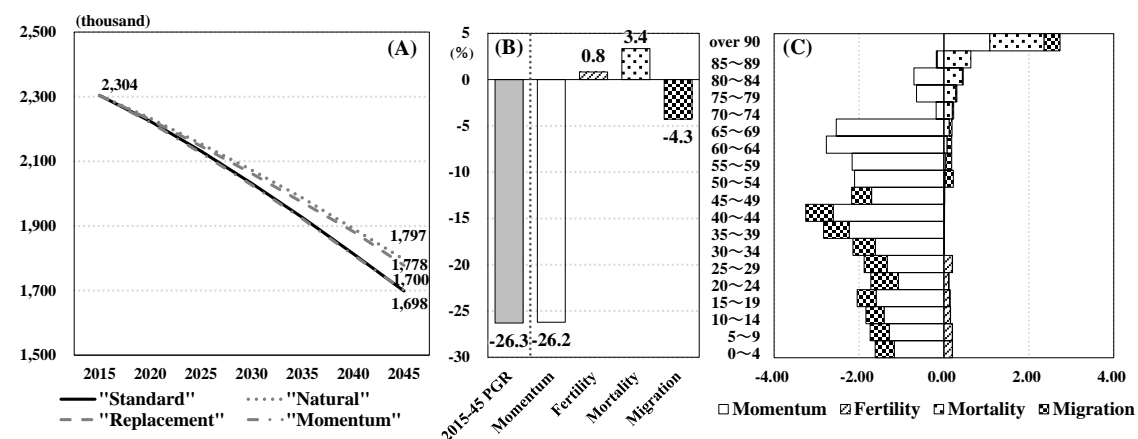 (thousand)
(A)
2,500
2,300
2,100
1,900
1,700
1,500
2,304
1,797
1,778
1,700
1,698
2015 2020 2025 2030 2035 2040 2045
"Standard" "Natural"
"Replacement" "Momentum"
(B)
(%)
5
0
-5
-10
-15
-20
-25
-30
0.8
3.4
-4.3
-26.3
-26.2
2015-45 PGR
Momentum
Fertility
Mortality
Migration
(C)
over 90
85～89
80～84
75～79
70～74
65～69
60～64
55～59
50～54
45～49
40～44
35～39
30～34
25～29
20～24
15～19
10～14
5～9
0～4
-4.00 -2.00 0.00 2.00 4.00
Momentum Fertility Mortality Migration